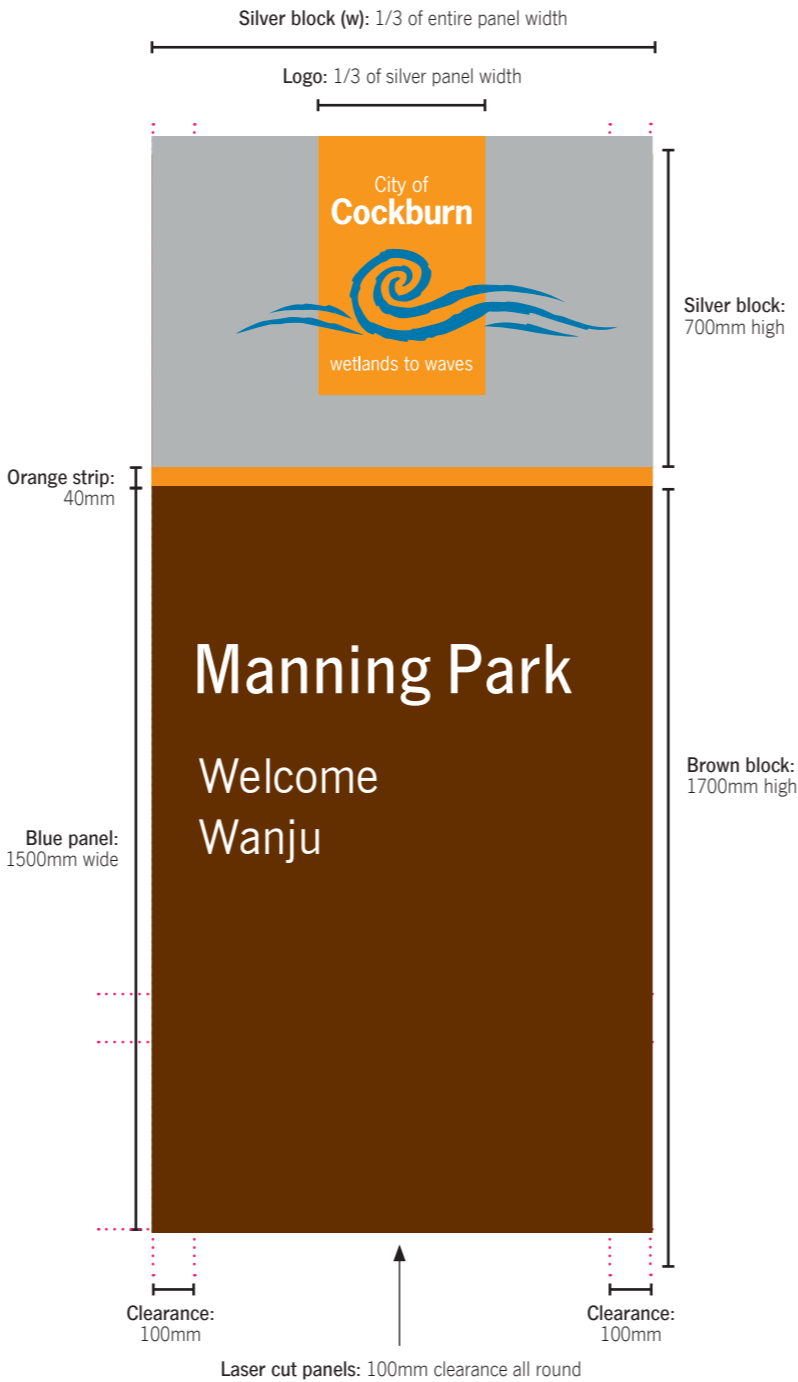 Silver block (w): 1/3 of entire panel width
Logo: 1/3 of silver panel width
City of
Cockburn
wetlands to waves
Silver block:
700mm high
Orange strip:
40mm
Manning Park
Welcome
Wanju
Brown block:
1700mm high
Blue panel:
1500mm wide
Clearance:
100mm
Clearance:
100mm
Laser cut panels: 100mm clearance all round